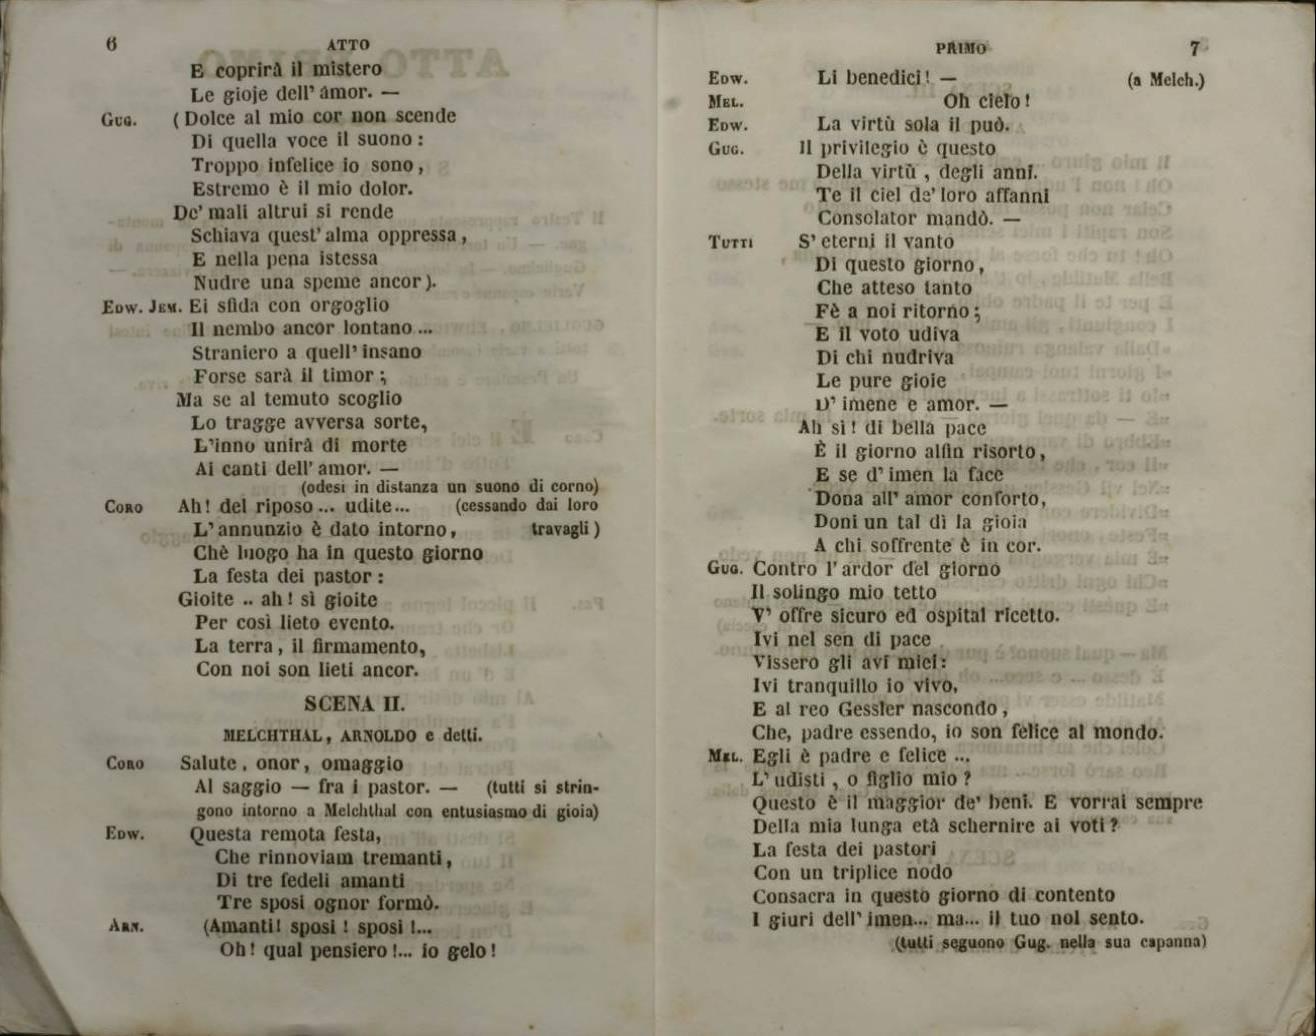 6 ATTO
E coprirà il mistero
Le gioje dell' amor. —
Gug. ( Dolce al mio cor non scende
Di quella voce il suono :
Troppo infelice io sono ,
Estremo è il mio dolor.
De' mali altrui si rende
Schiava quest' alma oppressa ,
E nella pena istessa
Nudre una speme ancor ).
Edw. Jem. Ei sfida con orgoglio
Il nembo ancor lontano ...
Straniero a quell' insano
Forse sarà il timor ;
Ma se al temuto scoglio
Lo tragge avversa sorte,
L'inno unirà di morte
Ai canti dell' amor. —
(odesi in distanza un suono di corno)
Coro Ah! del riposo ... udite... (cessando dai loro
L' annunzio è dato intorno , travagli )
Chè luogo ha in questo giorno
La festa dei pastor :
Gioite .. ah ! sì gioite
Per così lieto evento.
La terra , il firmamento,
Con noi son lieti ancor.
SCENA II.
MELCHTHAL , ARNOLDO e detti.
Coro Salute , onor , omaggio
Al saggio — fra i pastor. — (tutti si strin-
gono intorno a Melchthal con entusiasmo di gioia)
Edw. Questa remota festa,
Che rinnoviam tremanti ,
Di tre fedeli amanti
Tre sposi ognor formò.
Arn. (Amanti! sposi ! sposi !...
Oh ! qual pensiero !... io gelo !
PRIMO 7
Edw. Li benedici ! — (a Melch.)
Mel. Oh cielo !
Edw. La virtù sola il può.
Gug. Il privilegio è questo
Della virtù , degli anni.
Te il ciel de' loro affanni
Consolator mandò. —
Tutti S' eterni il vanto
Di questo giorno ,
Che atteso tanto
Fè a noi ritorno ;
E il voto udiva
Di chi nudriva
Le pure gioie
D' imene e amor. —
Ah sì ! di bella pace
È il giorno alfin risorto ,
E se d' imen la face
Dona all' amor conforto,
Doni un tal dì la gioia
A chi soffrente è in cor.
Gug. Contro l' ardor del giorno
Il solingo mio tetto
V' offre sicuro ed ospital ricetto.
Ivi nel sen di pace
Vissero gli avi miei :
Ivi tranquillo io vivo,
E al reo Gessler nascondo ,
Che, padre essendo, io son felice al mondo.
Mel. Egli è padre e felice ...
L' udisti , o figlio mio ?
Questo è il maggior de' beni. E vorrai sempre
Della mia lunga età schernire ai voti ?
La festa dei pastori
Con un triplice nodo
Consacra in questo giorno di contento
I giuri dell' imen... ma... il tuo nol sento.
(tutti seguono Gug. nella sua capanna)